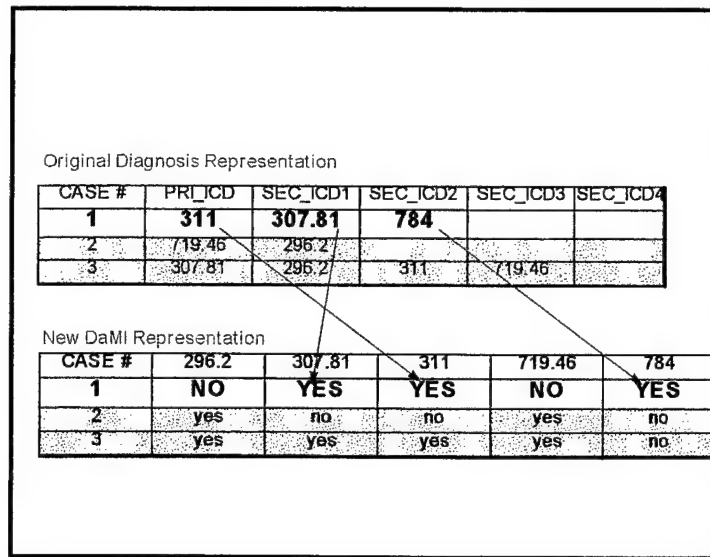 Original Diagnosis Representation
CASE # PRI_ICD SEC_ICD1 SEC_ICD2 SEC_ICD3 SEC_ICD4
1 311 307.81 784
2 719.46 296.2
3 307.81 296.2 311 719.46
New DaMI Representation
CASE # 296.2 307.81 311 719.46 784
1 NO YES YES NO YES
2 yes no no yes no
3 yes yes yes yes no